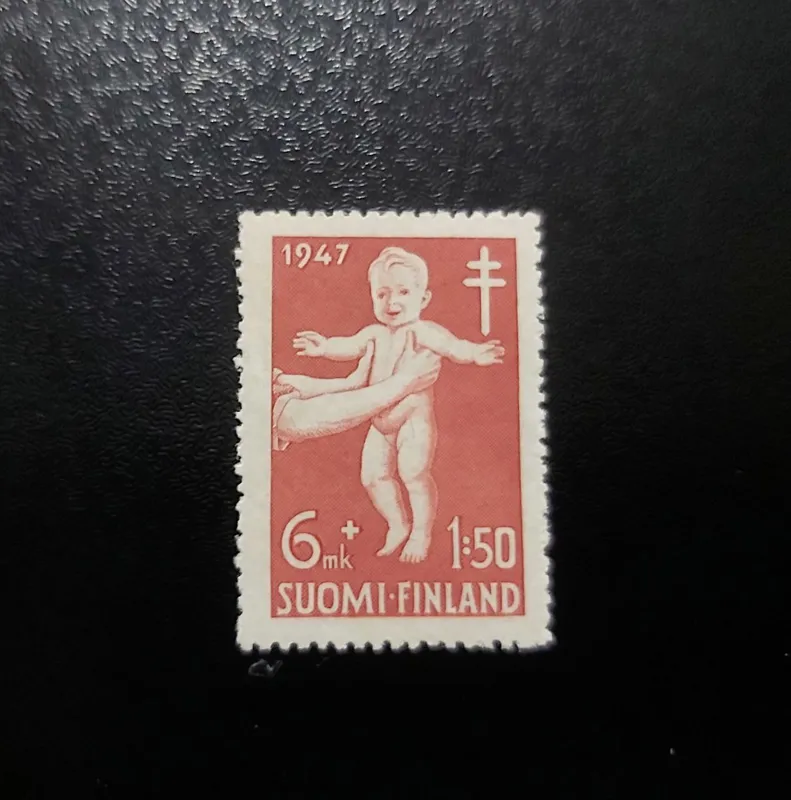 1947
6mk + 1:50
SUOMI·FINLAND